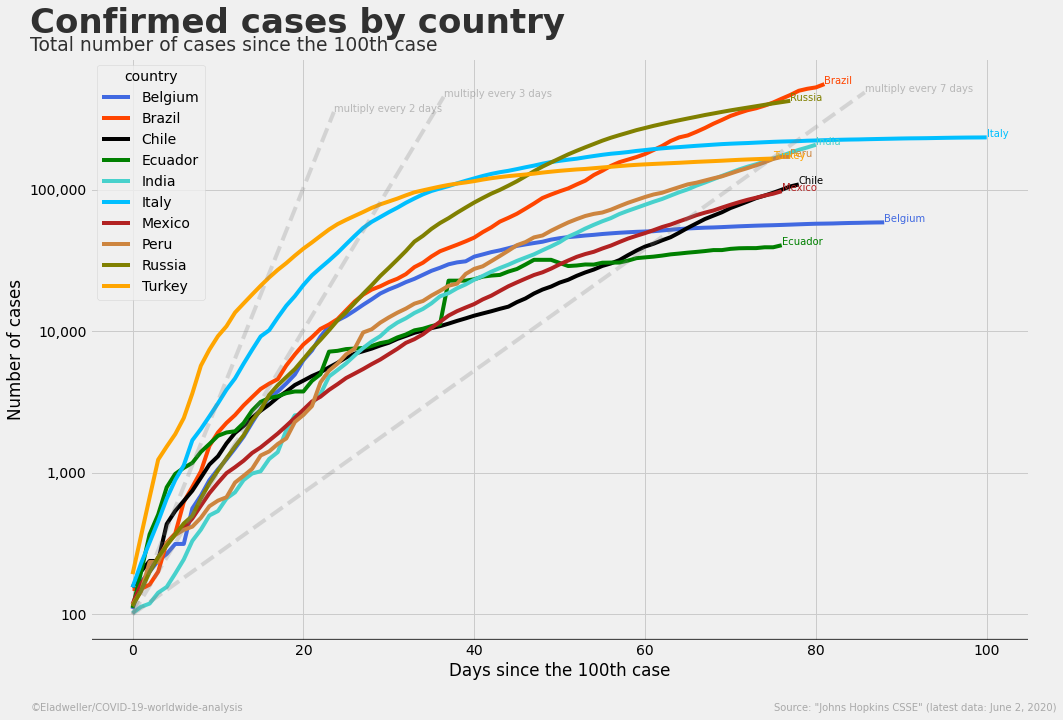 Confirmed cases by country
Total number of cases since the 100th case
country
Belgium
Brazil
Chile
Ecuador
India
Italy
Mexico
Peru
Russia
Turkey
multiply every 2 days
multiply every 3 days
multiply every 7 days
Brazil
Russia
Italy
India
Turkey
Peru
Chile
Mexico
Belgium
Ecuador
Number of cases
100,000
10,000
1,000
100
0 20 40 60 80 100
Days since the 100th case
©Eladweller/COVID-19-worldwide-analysis
Source: "Johns Hopkins CSSE" (latest data: June 2, 2020)